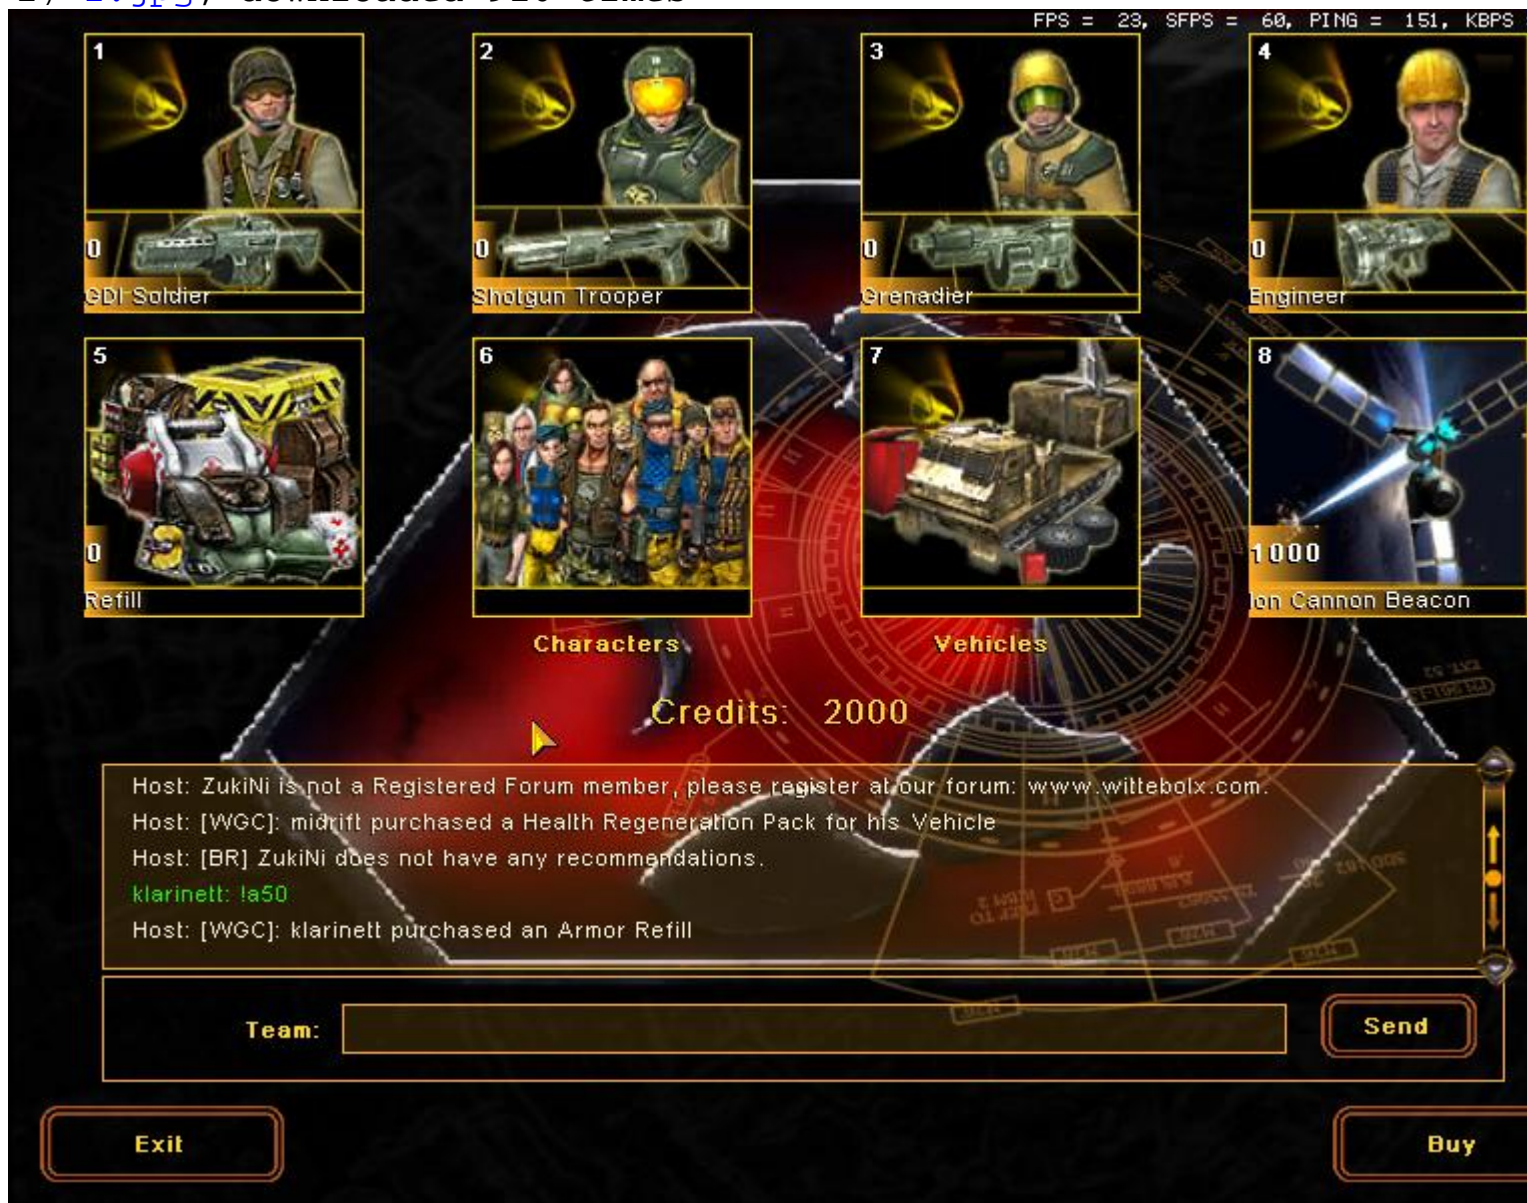 FPS = 23, SFPS = 60, PING = 151, KBPS
1
2
3
4
0
0
0
0
GDI Soldier
Shotgun Trooper
Grenadier
Engineer
5
6
7
8
0
1000
Refill
Ion Cannon Beacon
Characters
Vehicles
Credits: 2000
Host: ZukiNi is not a Registered Forum member, please register at our forum: www.wittebolx.com.
Host: [WGC]: midrift purchased a Health Regeneration Pack for his Vehicle
Host: [BR] ZukiNi does not have any recommendations.
klarinett: !a50
Host: [WGC]: klarinett purchased an Armor Refill
Team:
Send
Exit
Buy